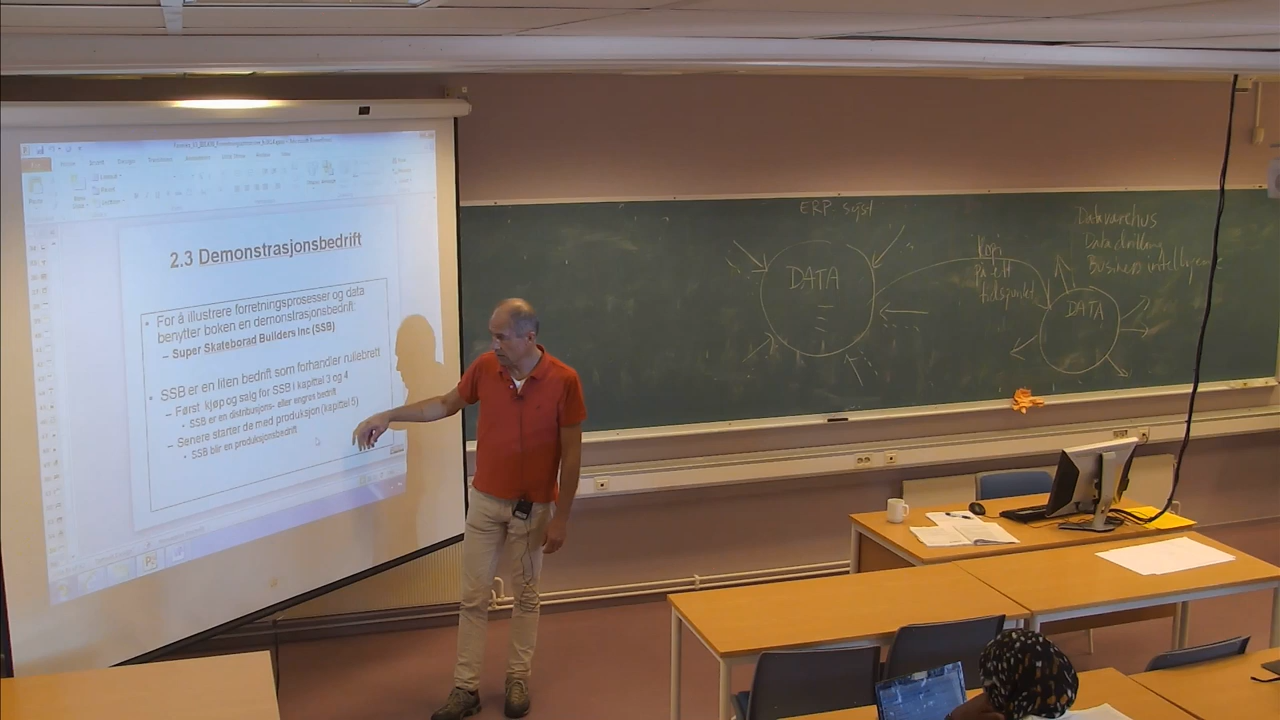 2.3 Demonstrasjonsbedrift
• For å illustrere forretningsprosesser og data
benytter boken en demonstrasjonsbedrift:
– Super Skateborad Builders Inc (SSB)
• SSB er en liten bedrift som forhandler rullebrett
– Først kjøp og salg for SSB i kapittel 3 og 4
• SSB er en distribusjons- eller engros bedrift
– Senere starter de med produksjon (kapittel 5)
• SSB blir en produksjonsbedrift
ERP-syst
DATA
Kopi
på ett
tidspunkt
Datavarehus
Datadrilling
Business intelligence
DATA